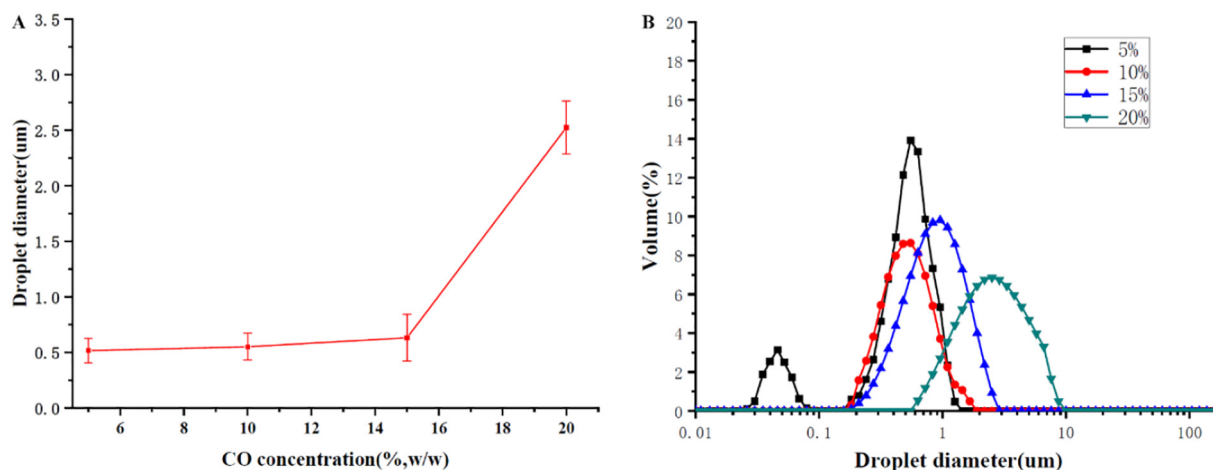 A
3.5
3.0
2.5
2.0
1.5
1.0
0.5
0.0
Droplet diameter(um)
6 8 10 12 14 16 18 20
CO concentration(%,w/w)
B
20
18
16
14
12
10
8
6
4
2
0
Volume(%)
5%
10%
15%
20%
0.01 0.1 1 10 100
Droplet diameter(um)